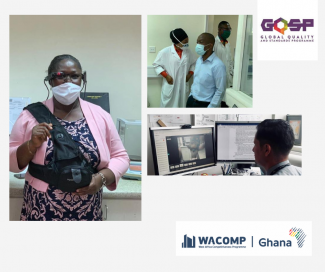 GQSP
GLOBAL QUALITY
AND STANDARDS PROGRAMME
WACOMP
West Africa Competitiveness Programme
Ghana